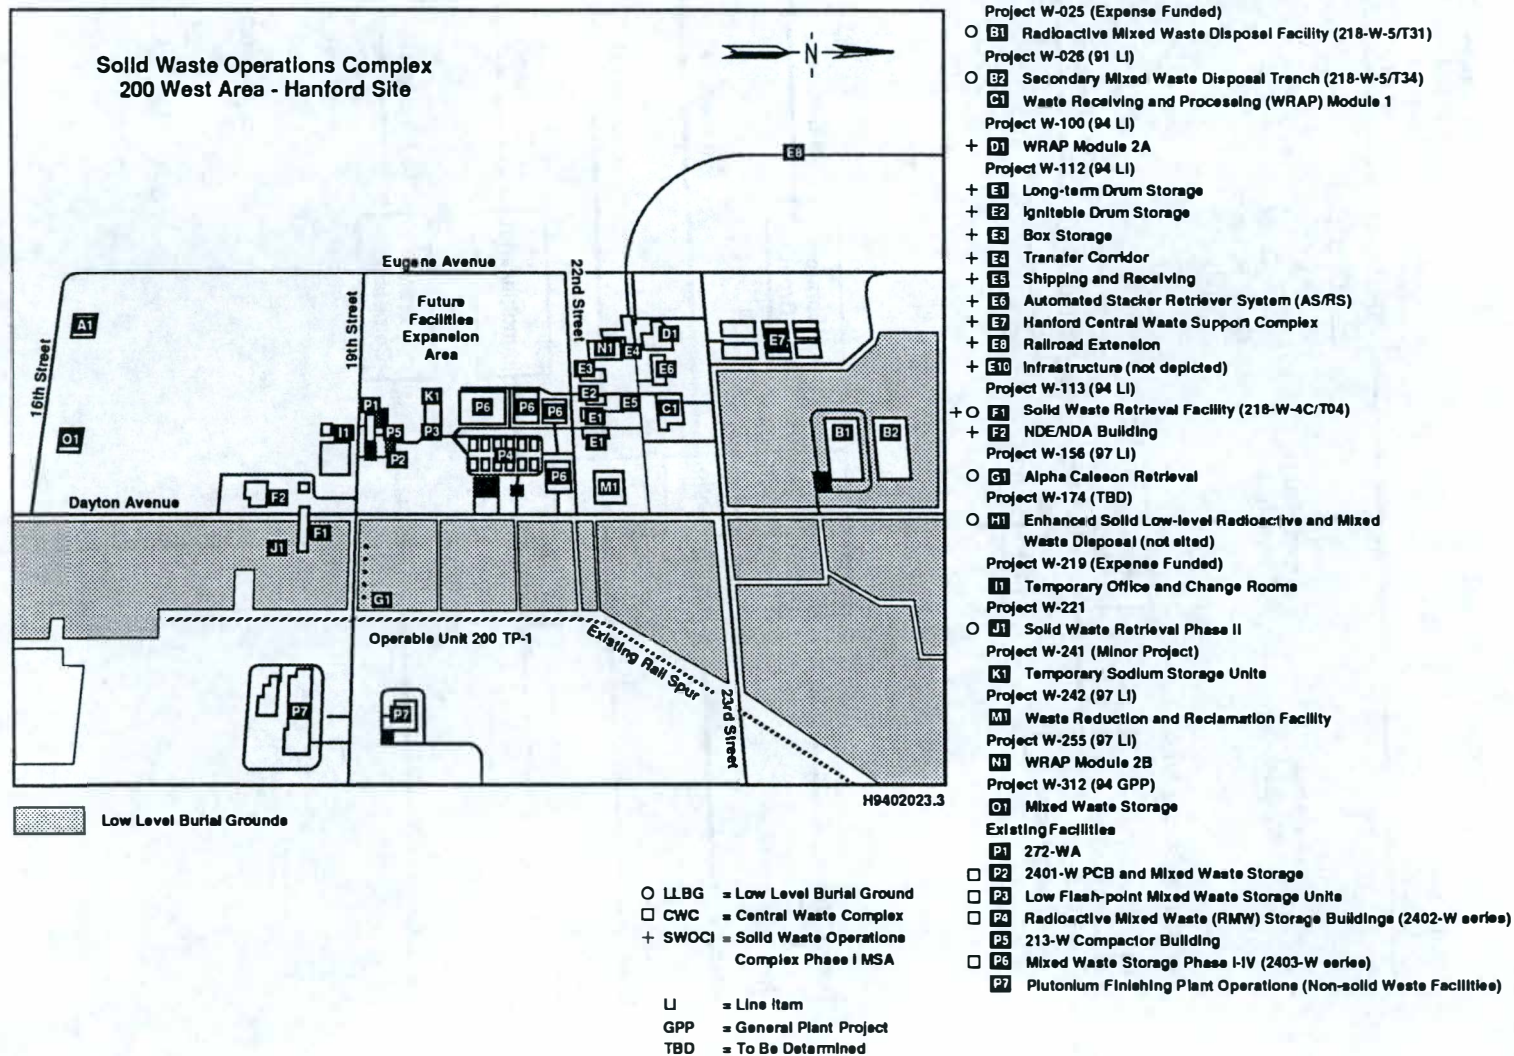 Solid Waste Operations Complex
200 West Area - Hanford Site
N
E8
Eugene Avenue
22nd Street
19th Street
16th Street
Future
Facilities
Expansion
Area
A1
O1
I1
P1
P5
P2
K1
P3
P6
P6
P6
P4
P6
N1
E4
D1
E3
E6
E2
E5
C1
E1
E1
M1
E7
B1
B2
Dayton Avenue
F2
F1
J1
G1
Operable Unit 200 TP-1
Existing Rail Spur
23rd Street
P7
P7
H9402023.3
Low Level Burial Grounds
O LLBG = Low Level Burial Ground
□ CWC = Central Waste Complex
+ SWOCI = Solid Waste Operations
Complex Phase I MSA
LI = Line Item
GPP = General Plant Project
TBD = To Be Determined
Project W-025 (Expense Funded)
O B1 Radioactive Mixed Waste Disposal Facility (218-W-5/T31)
Project W-026 (91 LI)
O B2 Secondary Mixed Waste Disposal Trench (218-W-5/T34)
C1 Waste Receiving and Processing (WRAP) Module 1
Project W-100 (94 LI)
+ D1 WRAP Module 2A
Project W-112 (94 LI)
+ E1 Long-term Drum Storage
+ E2 Ignitable Drum Storage
+ E3 Box Storage
+ E4 Transfer Corridor
+ E5 Shipping and Receiving
+ E6 Automated Stacker Retriever System (AS/RS)
+ E7 Hanford Central Waste Support Complex
+ E8 Railroad Extension
+ E10 Infrastructure (not depicted)
Project W-113 (94 LI)
+ O F1 Solid Waste Retrieval Facility (218-W-4C/T04)
+ F2 NDE/NDA Building
Project W-156 (97 LI)
O G1 Alpha Caisson Retrieval
Project W-174 (TBD)
O H1 Enhanced Solid Low-level Radioactive and Mixed
Waste Disposal (not sited)
Project W-219 (Expense Funded)
I1 Temporary Office and Change Rooms
Project W-221
O J1 Solid Waste Retrieval Phase II
Project W-241 (Minor Project)
K1 Temporary Sodium Storage Units
Project W-242 (97 LI)
M1 Waste Reduction and Reclamation Facility
Project W-255 (97 LI)
N1 WRAP Module 2B
Project W-312 (94 GPP)
O1 Mixed Waste Storage
Existing Facilities
P1 272-WA
□ P2 2401-W PCB and Mixed Waste Storage
□ P3 Low Flash-point Mixed Waste Storage Units
□ P4 Radioactive Mixed Waste (RMW) Storage Buildings (2402-W series)
P5 213-W Compactor Building
□ P6 Mixed Waste Storage Phase I-IV (2403-W series)
P7 Plutonium Finishing Plant Operations (Non-solid Waste Facilities)